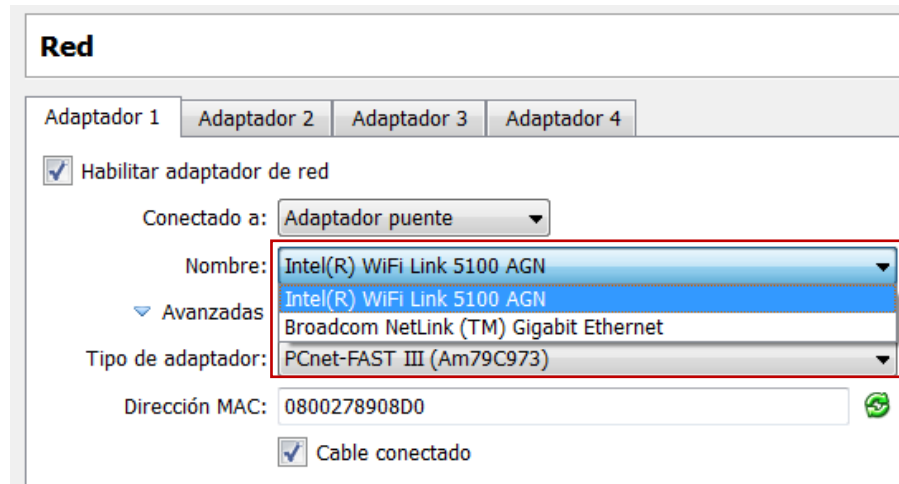 Red
Adaptador 1 Adaptador 2 Adaptador 3 Adaptador 4
Habilitar adaptador de red
Conectado a: Adaptador puente
Nombre: Intel(R) WiFi Link 5100 AGN
Intel(R) WiFi Link 5100 AGN
Avanzadas
Broadcom NetLink (TM) Gigabit Ethernet
Tipo de adaptador: PCnet-FAST III (Am79C973)
Dirección MAC: 0800278908D0
Cable conectado